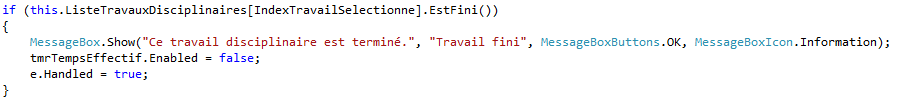 if (this.ListeTravauxDisciplinaires[IndexTravailSelectionne].EstFini())
{
    MessageBox.Show("Ce travail disciplinaire est terminé.", "Travail fini", MessageBoxButtons.OK, MessageBoxIcon.Information);
    tmrTempsEffectif.Enabled = false;
    e.Handled = true;
}